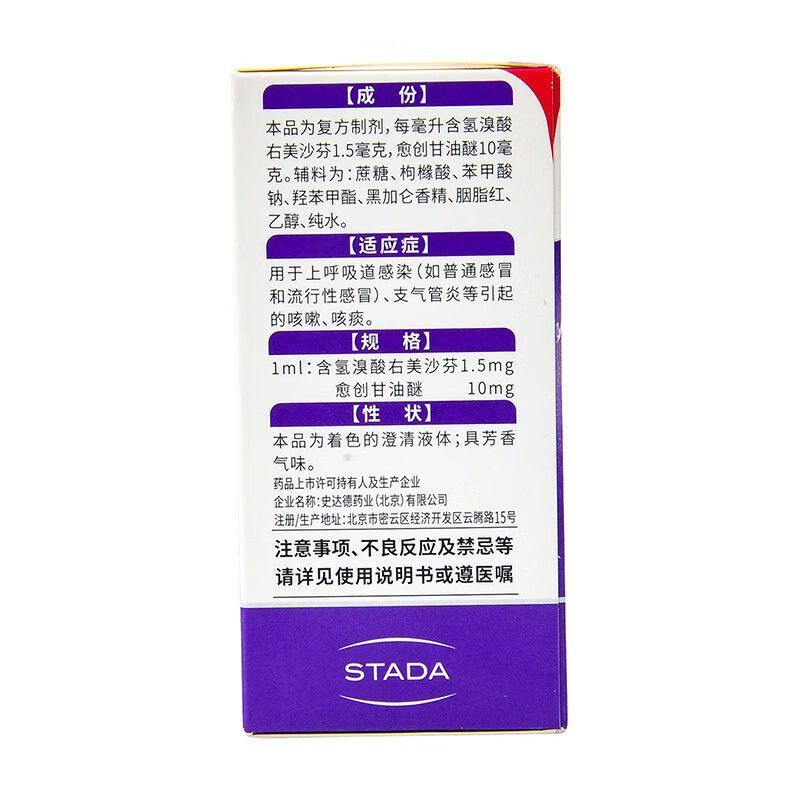 【成 份】
本品为复方制剂,每毫升含氢溴酸
右美沙芬1.5毫克,愈创甘油醚10毫
克。辅料为:蔗糖、枸橼酸、苯甲酸
钠、羟苯甲酯、黑加仑香精、胭脂红、
乙醇、纯水。
【适应症】
用于上呼吸道感染(如普通感冒
和流行性感冒)、支气管炎等引起
的咳嗽、咳痰。
【规 格】
1ml:含氢溴酸右美沙芬1.5mg
愈创甘油醚 10mg
【性 状】
本品为着色的澄清液体;具芳香
气味。
药品上市许可持有人及生产企业
企业名称:史达德药业(北京)有限公司
注册/生产地址:北京市密云区经济开发区云腾路15号
注意事项、不良反应及禁忌等
请详见使用说明书或遵医嘱
STADA